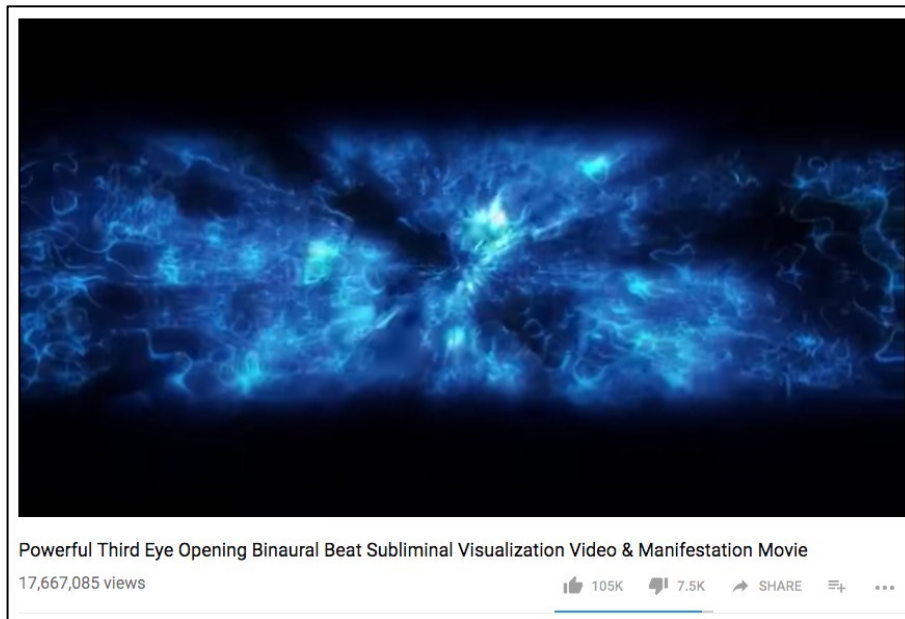 Powerful Third Eye Opening Binaural Beat Subliminal Visualization Video & Manifestation Movie
17,667,085 views 105K 7.5K SHARE